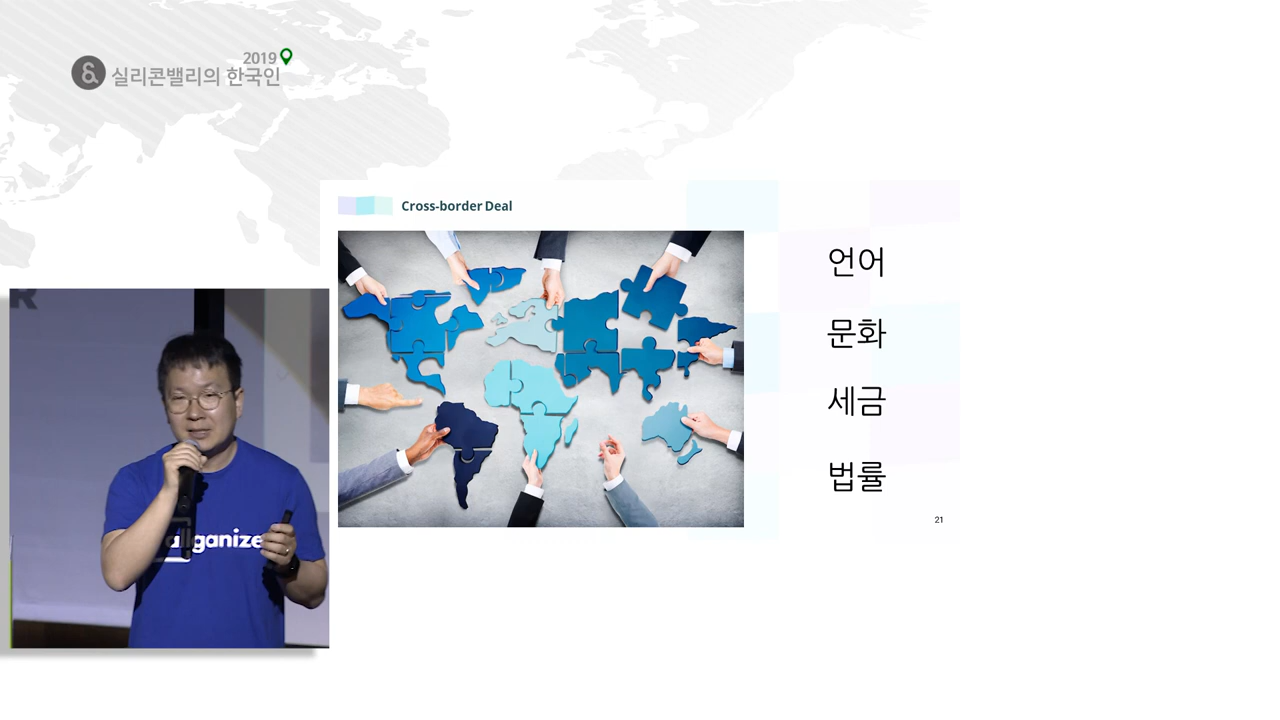 2019
& 실리콘밸리의 한국인
Cross-border Deal
언어
문화
세금
법률
21
R
allganize